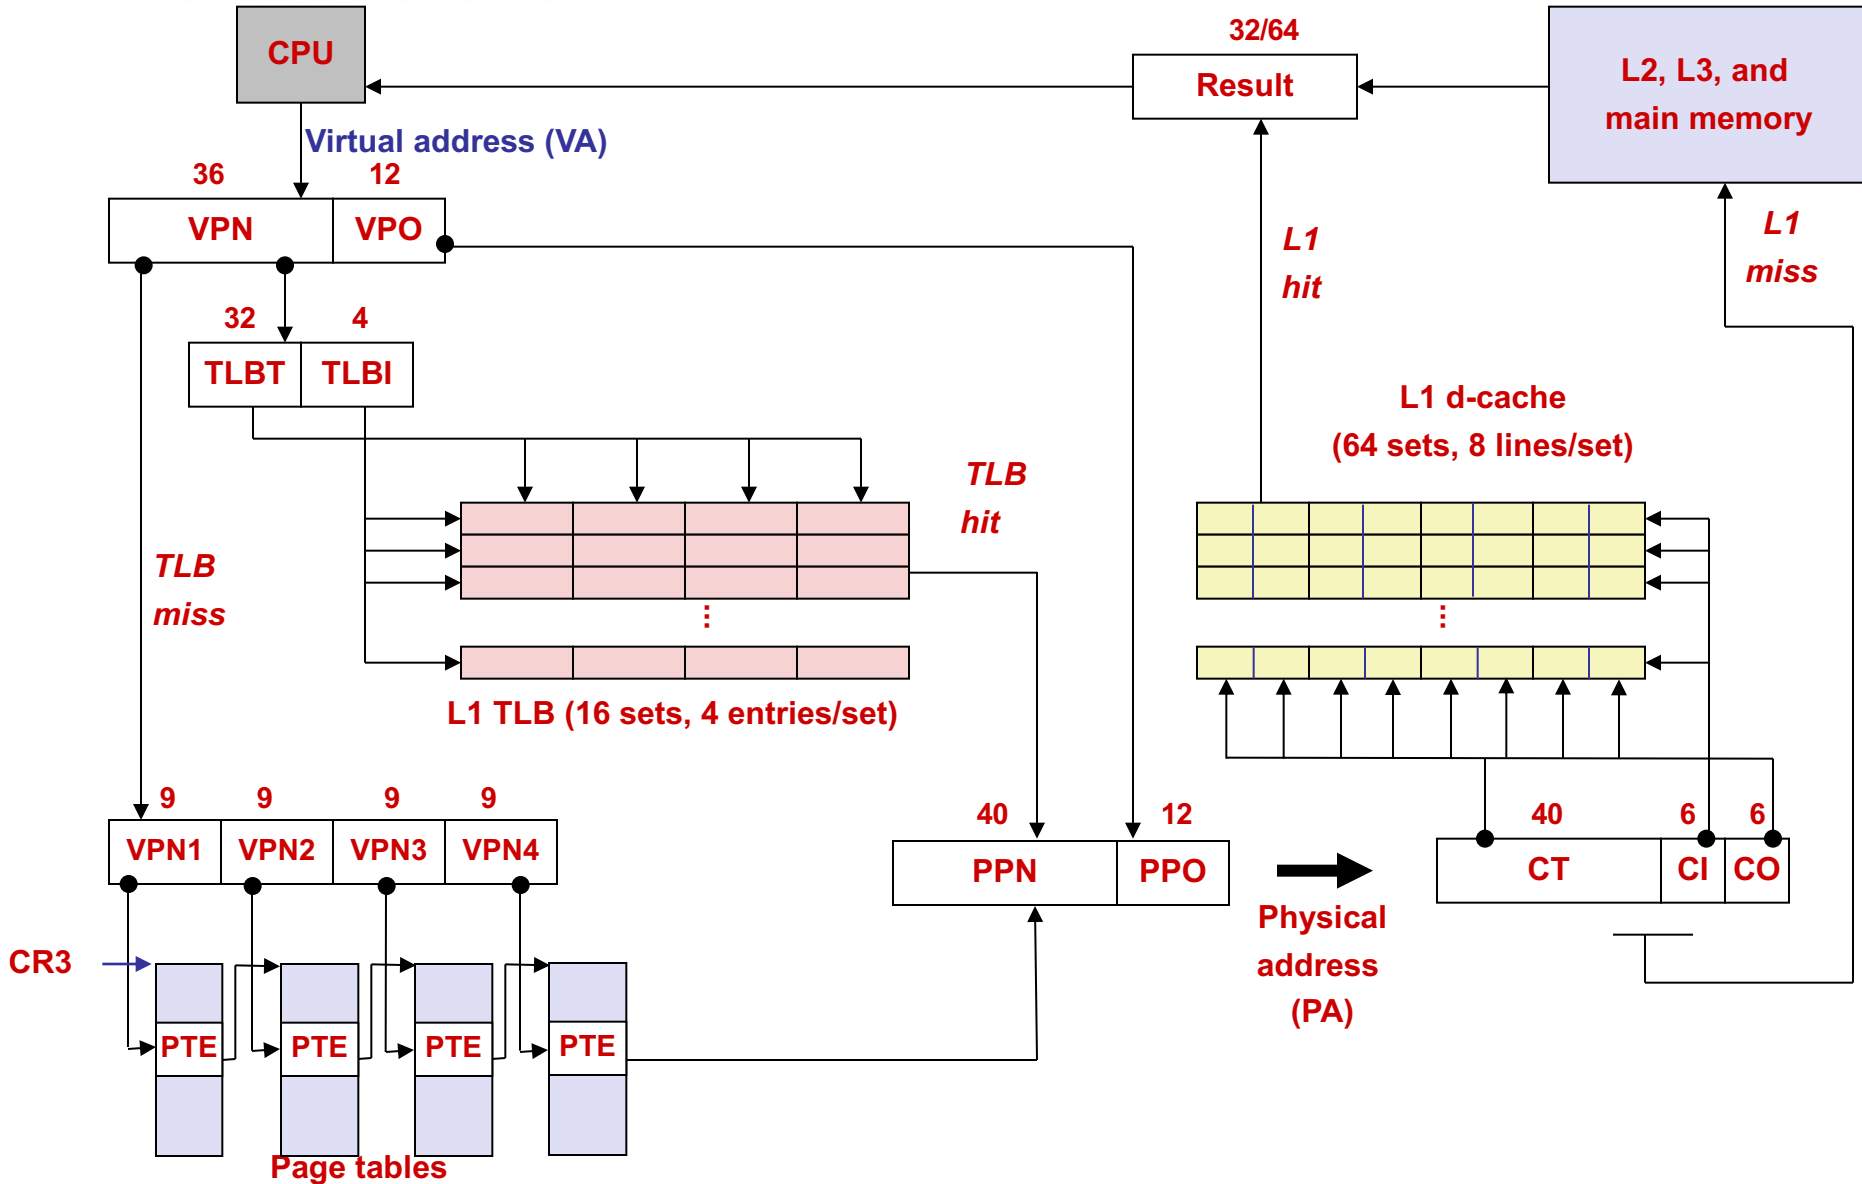 CPU
32/64
Result
L2, L3, and
main memory
Virtual address (VA)
36
12
VPN
VPO
L1
hit
L1
miss
32
4
TLBT
TLBI
L1 d-cache
(64 sets, 8 lines/set)
TLB
hit
TLB
miss
...
...
L1 TLB (16 sets, 4 entries/set)
9
9
9
9
VPN1
VPN2
VPN3
VPN4
40
12
PPN
PPO
40
6
6
CT
CI
CO
Physical
address
(PA)
CR3
PTE
PTE
PTE
PTE
Page tables